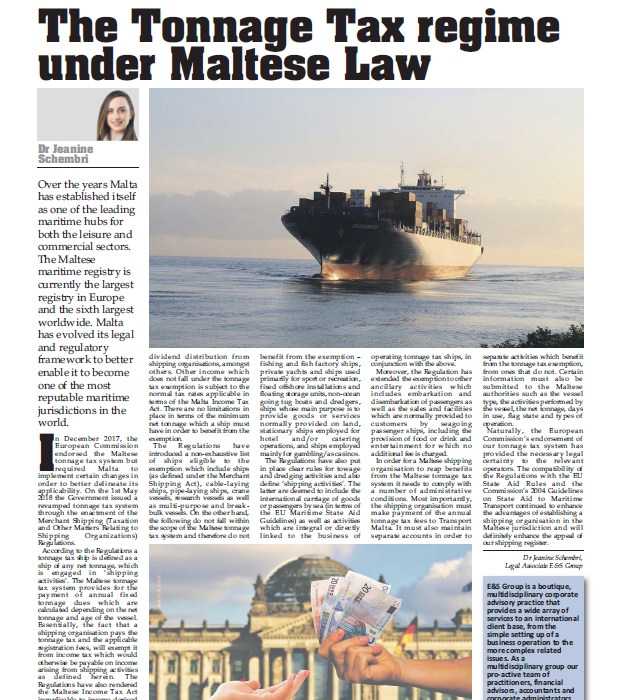 The Tonnage Tax regime
under Maltese Law
Dr Jeanine
Schembri
Over the years Malta
has established itself
as one of the leading
maritime hubs for
both the leisure and
commercial sectors.
The Maltese
maritime registry is
currently the largest
registry in Europe
and the sixth largest
worldwide. Malta
has evolved its legal
and regulatory
framework to better
enable it to become
one of the most
reputable maritime
jurisdictions in the
world.
In December 2017, the
European Commission
endorsed the Maltese
tonnage tax system but
required Malta to
implement certain changes in
order to better delineate its
applicability. On the 1st May
2018 the Government issued a
revamped tonnage tax system
through the enactment of the
Merchant Shipping (Taxation
and Other Matters Relating to
Shipping Organizations)
Regulations.
According to the Regulations a
tonnage tax ship is defined as a
ship of any net tonnage, which
is engaged in 'shipping
activities'. The Maltese tonnage
tax system provides for the
payment of annual fixed
tonnage dues which are
calculated depending on the net
tonnage and age of the vessel.
Essentially, the fact that a
shipping organisation pays the
tonnage tax and the applicable
registration fees, will exempt it
from income tax which would
otherwise be payable on income
arising from shipping activities
as defined herein. The
Regulations have also rendered
the Maltese Income Tax Act
dividend distribution from
shipping organisations, amongst
others. Other income which
does not fall under the tonnage
tax exemption is subject to the
normal tax rates applicable in
terms of the Malta Income Tax
Act. There are no limitations in
place in terms of the minimum
net tonnage which a ship must
have in order to benefit from the
exemption.
The Regulations have
introduced a non-exhaustive list
of ships eligible to the
exemption which include ships
(as defined under the Merchant
Shipping Act), cable-laying
ships, pipe-laying ships, crane
vessels, research vessels as well
as multi-purpose and break-
bulk vessels. On the other hand,
the following do not fall within
the scope of the Maltese tonnage
tax system and therefore do not
benefit from the exemption –
fishing and fish factory ships,
private yachts and ships used
primarily for sport or recreation,
fixed offshore installations and
floating storage units, non-ocean
going tug boats and dredgers,
ships whose main purpose is to
provide goods or services
normally provided on land,
stationary ships employed for
hotel and/or catering
operations, and ships employed
mainly for gambling/as casinos.
The Regulations have also put
in place clear rules for towage
and dredging activities and also
define 'shipping activities'. The
latter are deemed to include the
international carriage of goods
or passengers by sea (in terms of
the EU Maritime State Aid
Guidelines) as well as activities
which are integral or directly
linked to the business of
operating tonnage tax ships, in
conjunction with the above.
Moreover, the Regulation has
extended the exemption to other
ancillary activities which
includes embarkation and
disembarkation of passengers as
well as the sales and facilities
which are normally provided to
customers by seagoing
passenger ships, including the
provision of food or drink and
entertainment for which no
additional fee is charged.
In order for a Maltese shipping
organisation to reap benefits
from the Maltese tonnage tax
system it needs to comply with
a number of administrative
conditions. Most importantly,
the shipping organisation must
make payment of the annual
tonnage tax fees to Transport
Malta. It must also maintain
separate accounts in order to
separate activities which benefit
from the tonnage tax exemption,
from ones that do not. Certain
information must also be
submitted to the Maltese
authorities such as the vessel
type, the activities performed by
the vessel, the net tonnage, days
in use, flag state and types of
operation.
Naturally, the European
Commission's endorsement of
our tonnage tax system has
provided the necessary legal
certainty to the relevant
operators. The compatibility of
the Regulations with the EU
State Aid Rules and the
Commission's 2004 Guidelines
on State Aid to Maritime
Transport continued to enhance
the advantages of establishing a
shipping organisation in the
Maltese jurisdiction and will
definitely enhance the appeal of
our shipping register.
Dr Jeanine Schembri,
Legal Associate E&S Group
E&S Group is a boutique,
multidisciplinary corporate
advisory practice that
provides a wide array of
services to an international
client base, from the
simple setting up of a
business operation to the
more complex related
issues. As a
multidisciplinary group our
pro-active team of
practitioners, financial
advisors, accountants and
corporate administrators